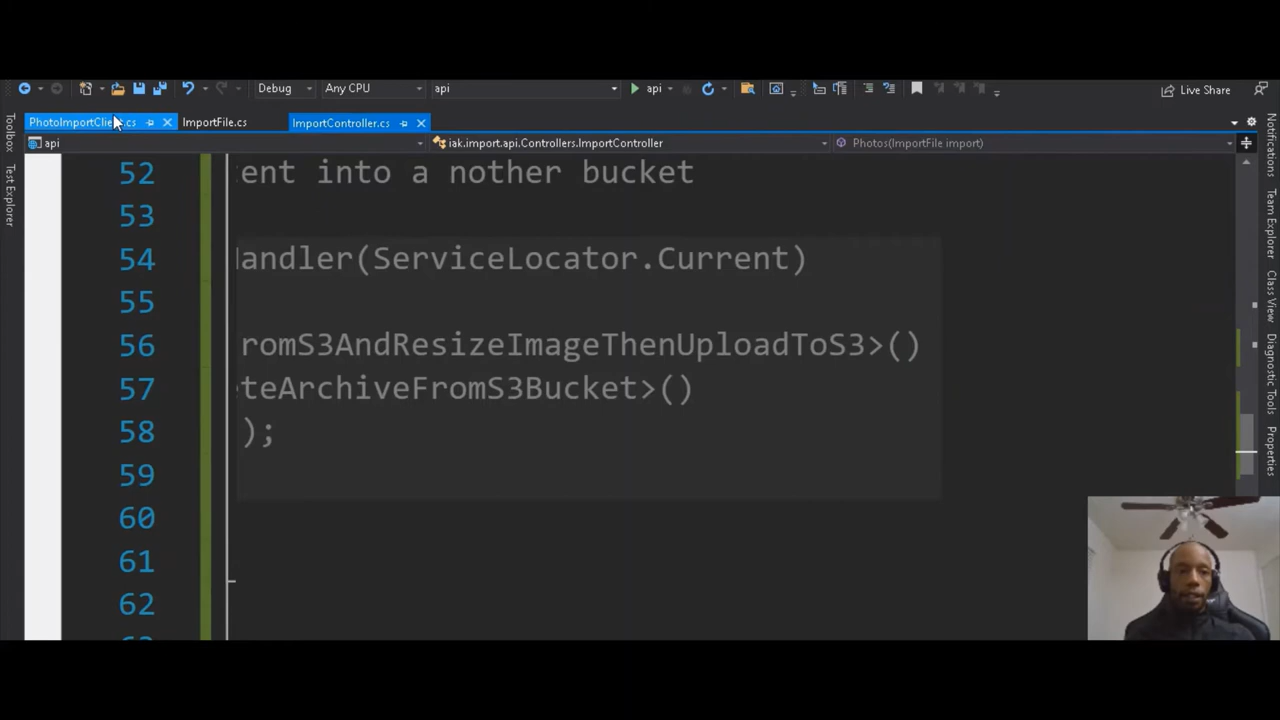 Debug
Any CPU
api
api
Live Share
PhotoImportClie .cs
ImportFile.cs
ImportController.cs
api
iak.import.api.Controllers.ImportController
Photos(ImportFile import)
Toolbox
Test Explorer
52 ent into a nother bucket
53
54 andler(ServiceLocator.Current)
55
56 romS3AndResizeImageThenUploadToS3>()
57 teArchiveFromS3Bucket>()
58 );
59
60
61
62
Notifications
Team Explorer
Class View
Diagnostic Tools
Properties